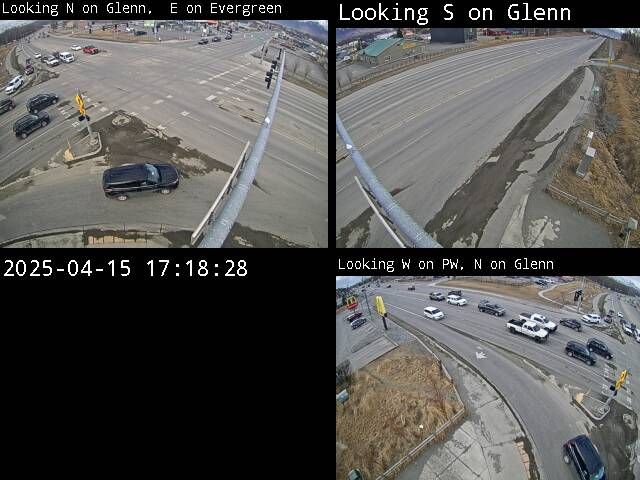 Looking N on Glenn,  E on Evergreen
Looking S on Glenn
2025-04-15 17:18:28
Looking W on PW, N on Glenn